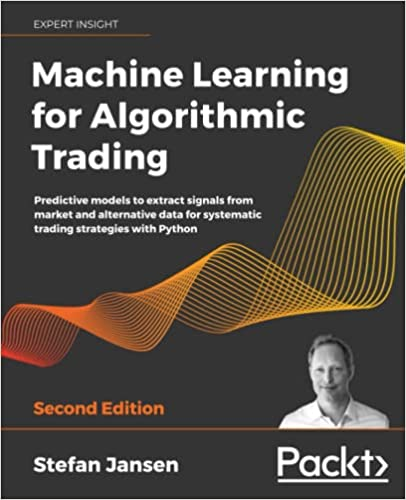 EXPERT INSIGHT
Machine Learning
for Algorithmic
Trading
Predictive models to extract signals from
market and alternative data for systematic
trading strategies with Python
Second Edition
Stefan Jansen
Packt>